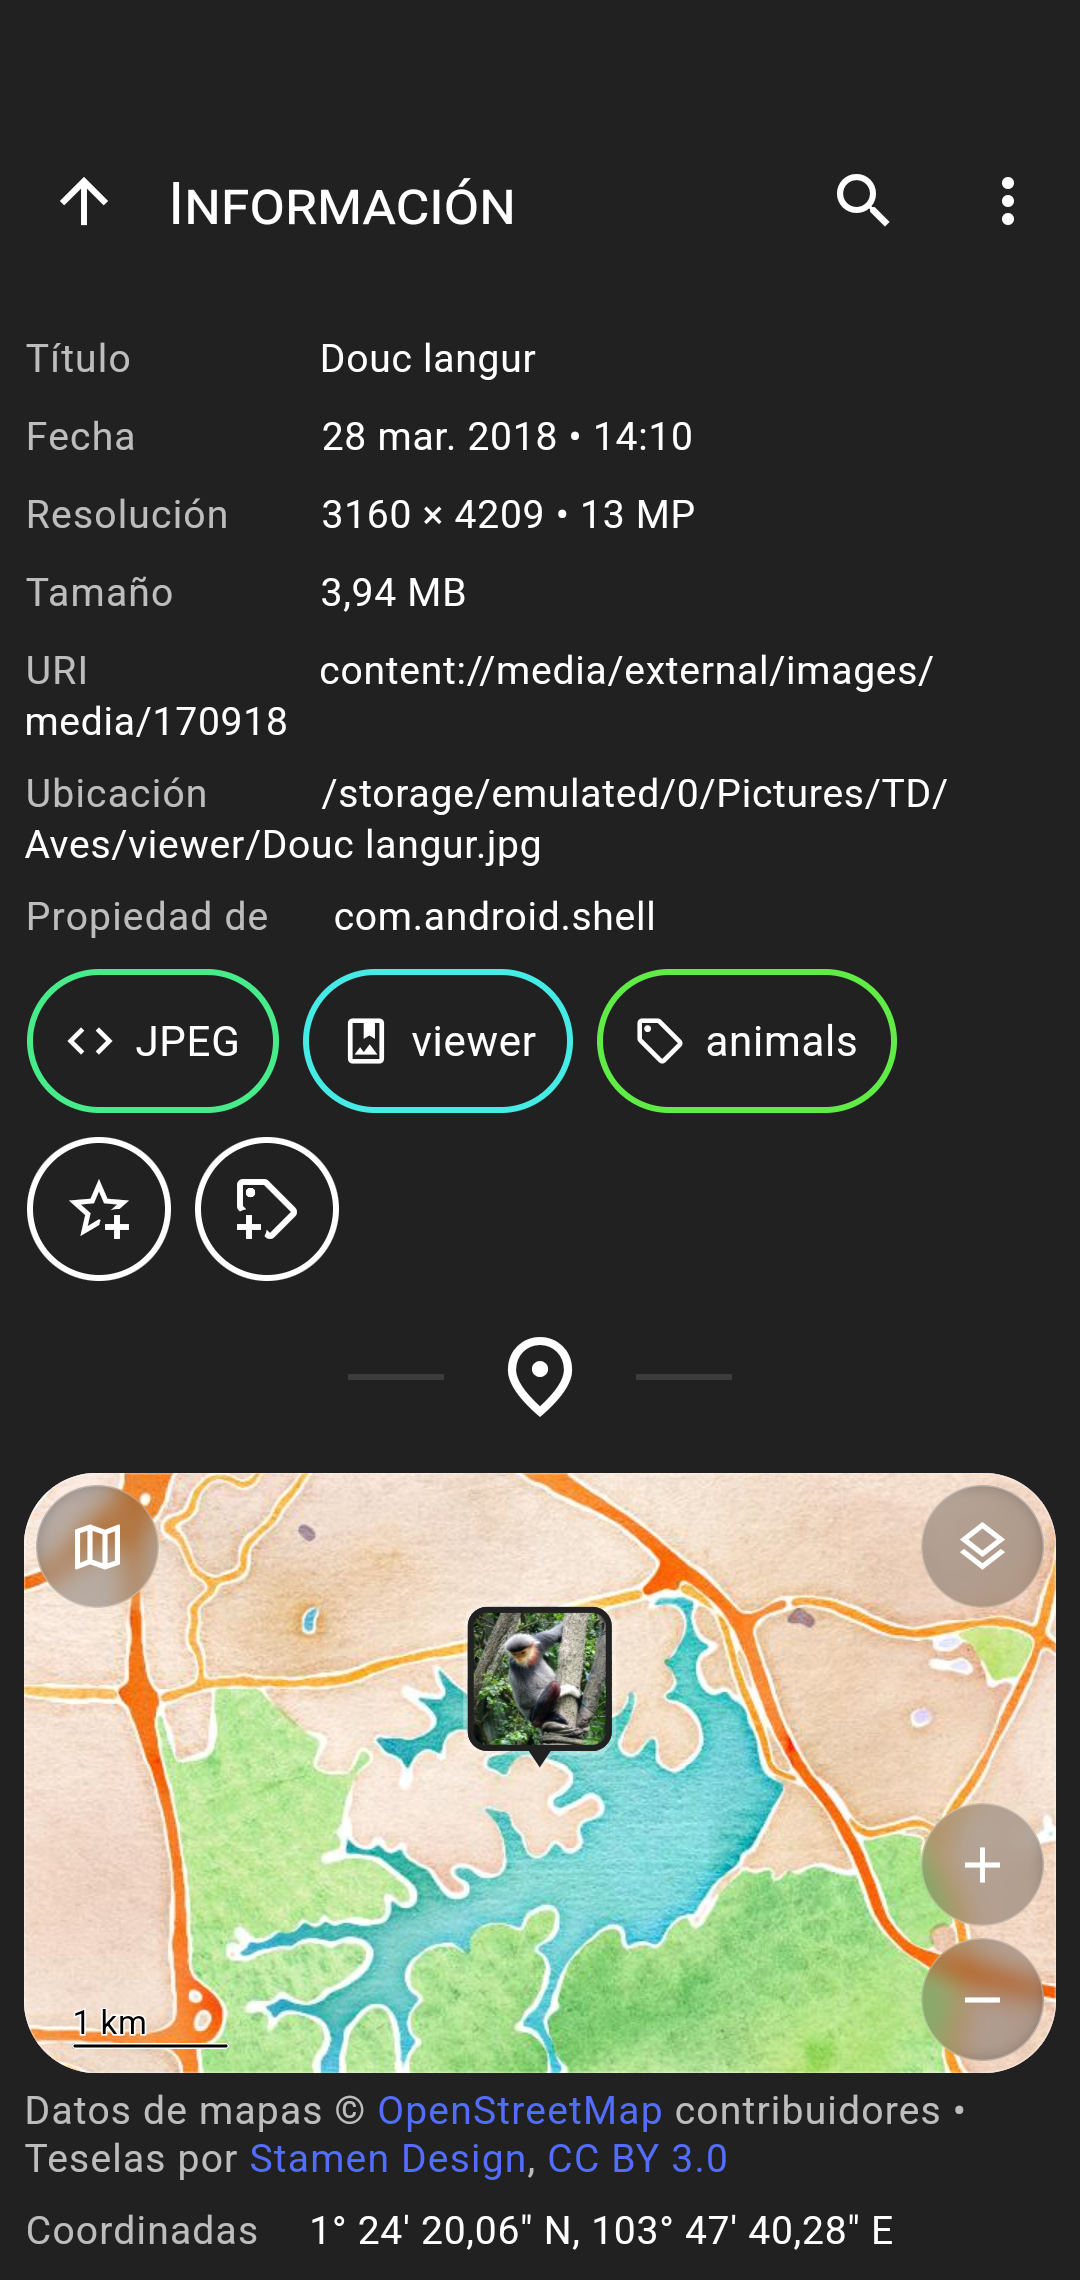 Información
Título Douc langur
Fecha 28 mar. 2018 • 14:10
Resolución 3160 × 4209 • 13 MP
Tamaño 3,94 MB
URI content://media/external/images/
media/170918
Ubicación /storage/emulated/0/Pictures/TD/
Aves/viewer/Douc langur.jpg
Propiedad de com.android.shell
JPEG viewer animals
1 km
Datos de mapas © OpenStreetMap contribuidores •
Teselas por Stamen Design, CC BY 3.0
Coordinadas 1° 24' 20,06" N, 103° 47' 40,28" E